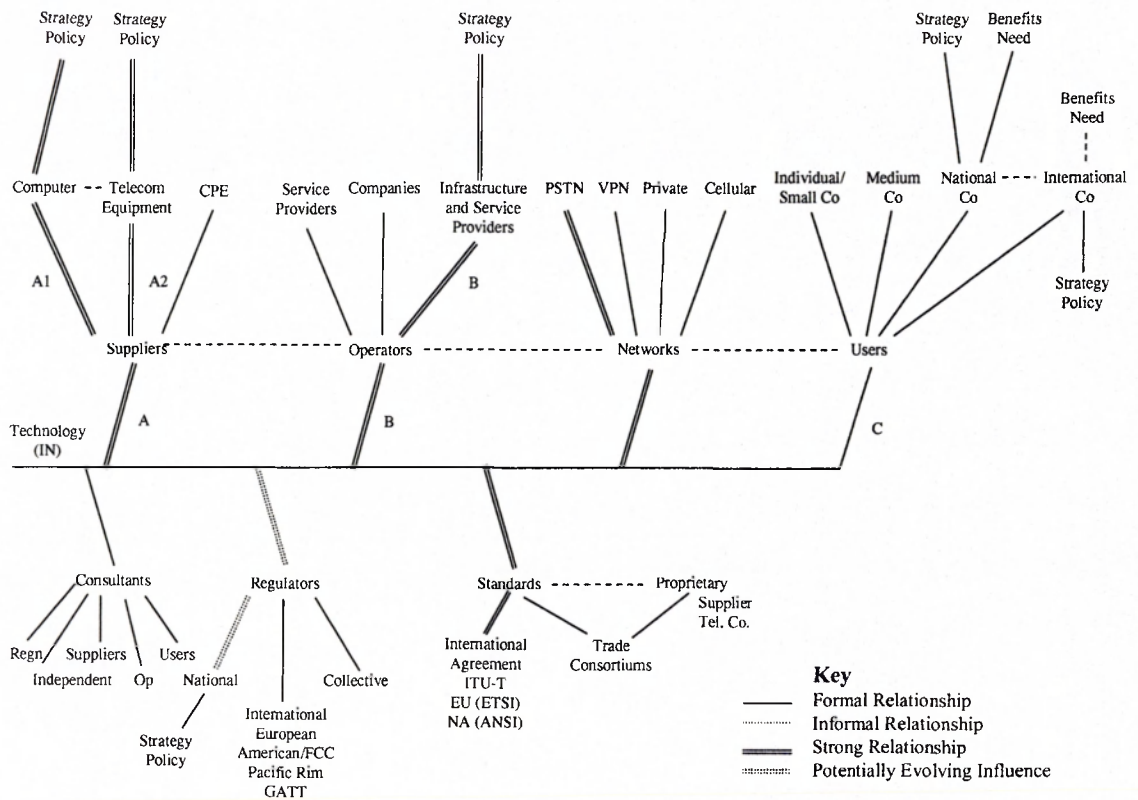 Strategy
Policy
Strategy
Policy
Strategy
Policy
Strategy
Policy
Benefits
Need
Benefits
Need
Computer
Telecom
Equipment
CPE
Service
Providers
Companies
Infrastructure
and Service
Providers
PSTN
VPN
Private
Cellular
Individual/
Small Co
Medium
Co
National
Co
International
Co
A1
A2
B
Strategy
Policy
Suppliers
Operators
Networks
Users
Technology
(IN)
A
B
C
Consultants
Regulators
Standards
Proprietary
Supplier
Tel. Co.
Regn
Suppliers
Users
Independent
Op
National
Collective
International
Agreement
ITU-T
EU (ETSI)
NA (ANSI)
Trade
Consortiums
Strategy
Policy
International
European
American/FCC
Pacific Rim
GATT
Key
Formal Relationship
Informal Relationship
Strong Relationship
Potentially Evolving Influence